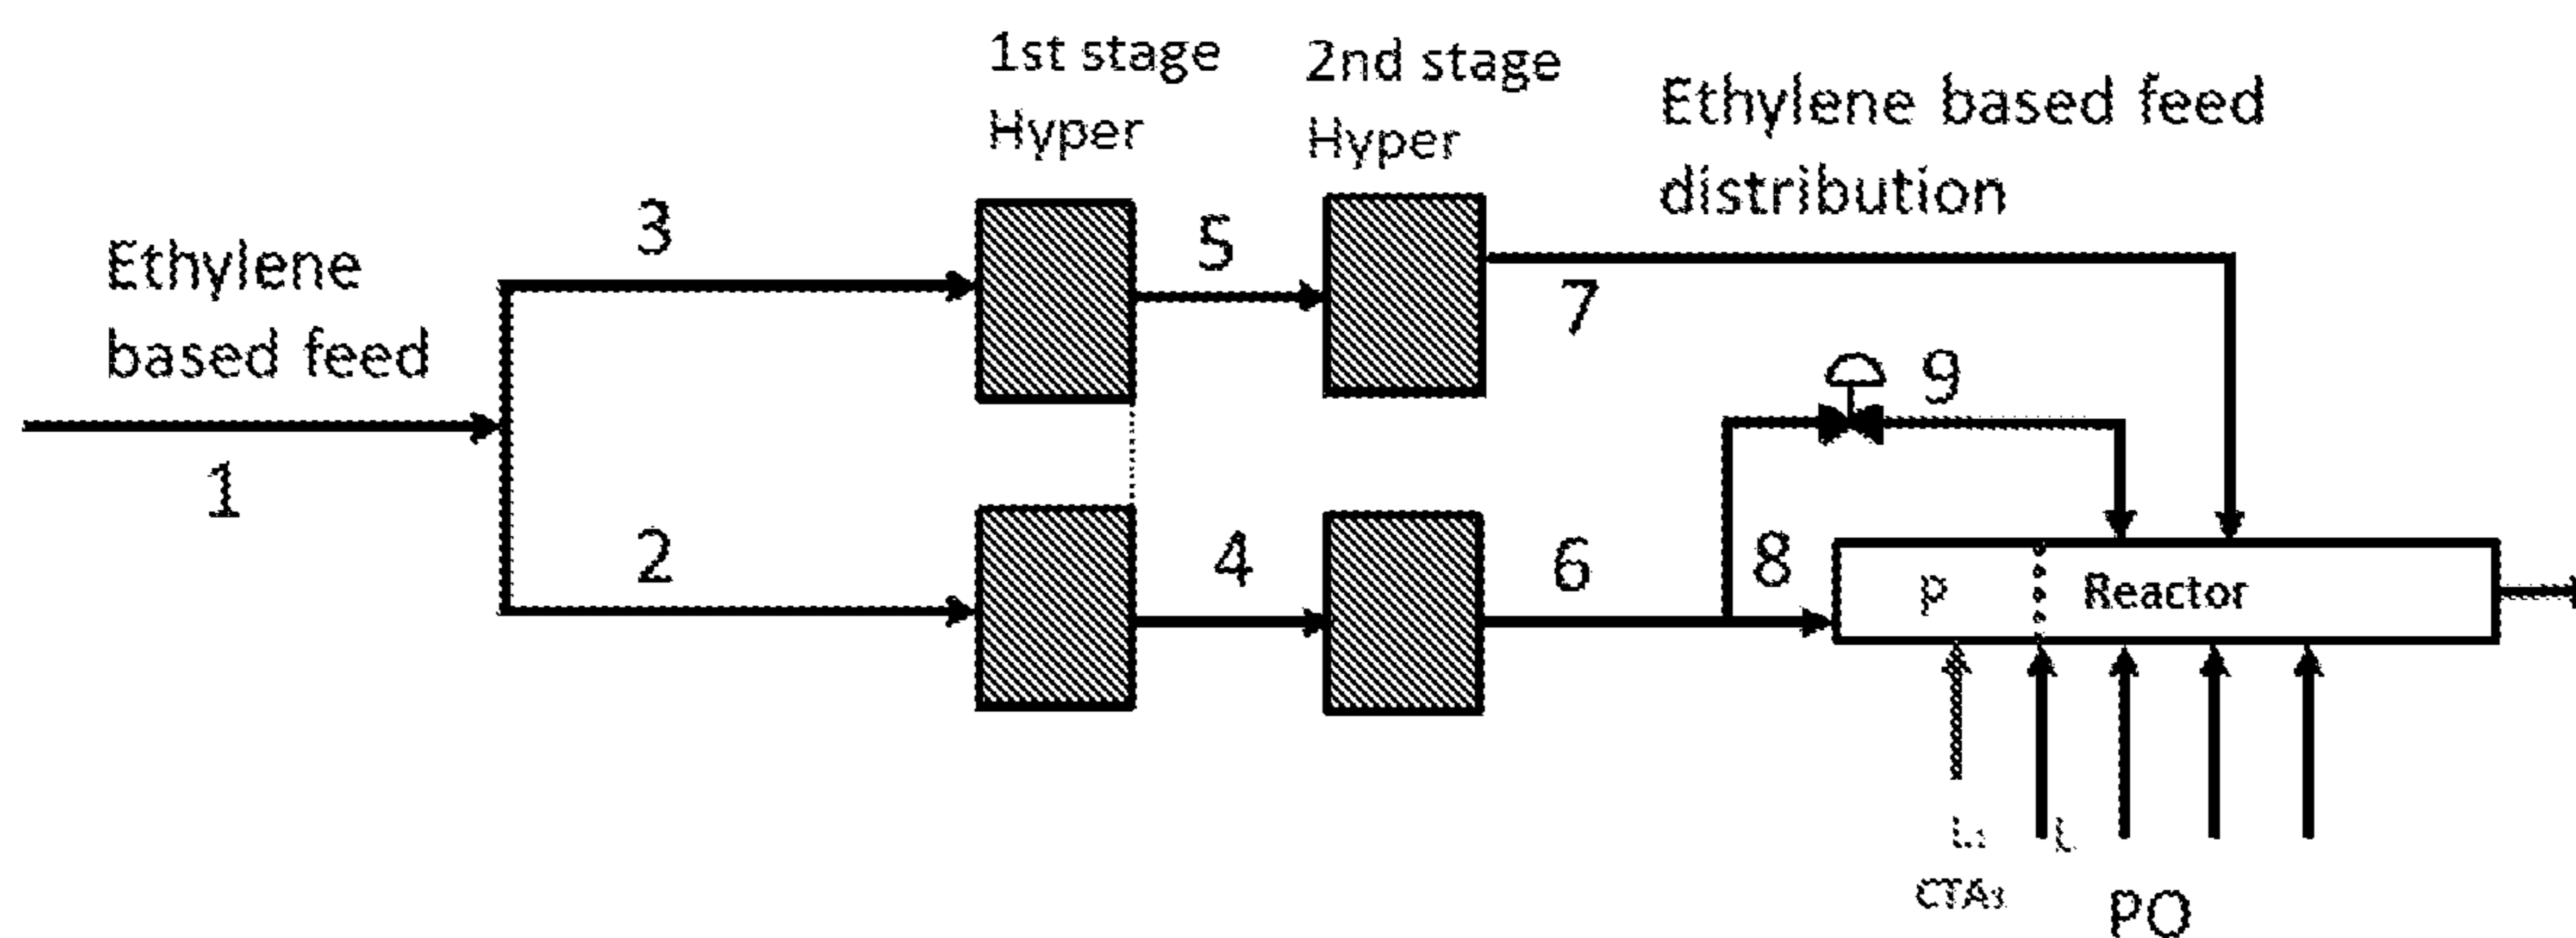 1st stage
Hyper
2nd stage
Hyper
Ethylene based feed
distribution
Ethylene
based feed
3
5
7
9
1
2
4
6
8
p
Reactor
CTAs
PO